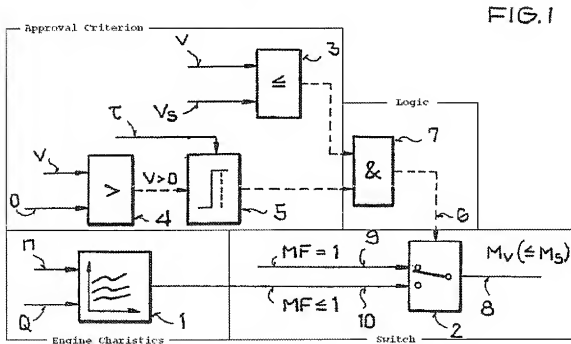 FIG.1
Approval Criterion
V
3
≤
Vs
Logic
τ
7
V
&
>
V>0
0
4
5
6
n
MF=1
9
Mv(≤Ms)
Q
MF≤1
8
1
10
2
Engine Charistics
Switch